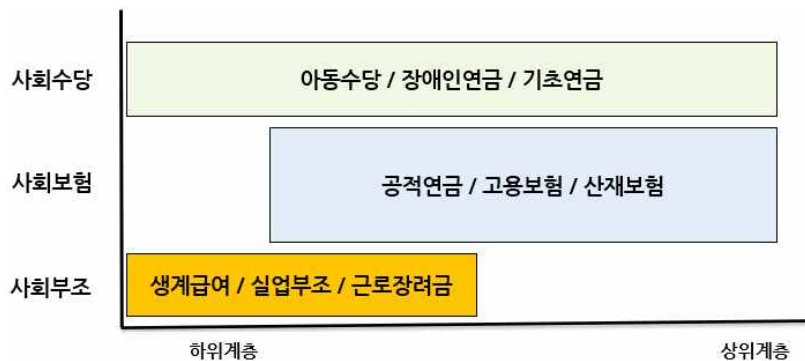 사회수당
아동수당 / 장애인연금 / 기초연금
사회보험
공적연금 / 고용보험 / 산재보험
사회부조
생계급여 / 실업부조 / 근로장려금
하위계층
상위계층